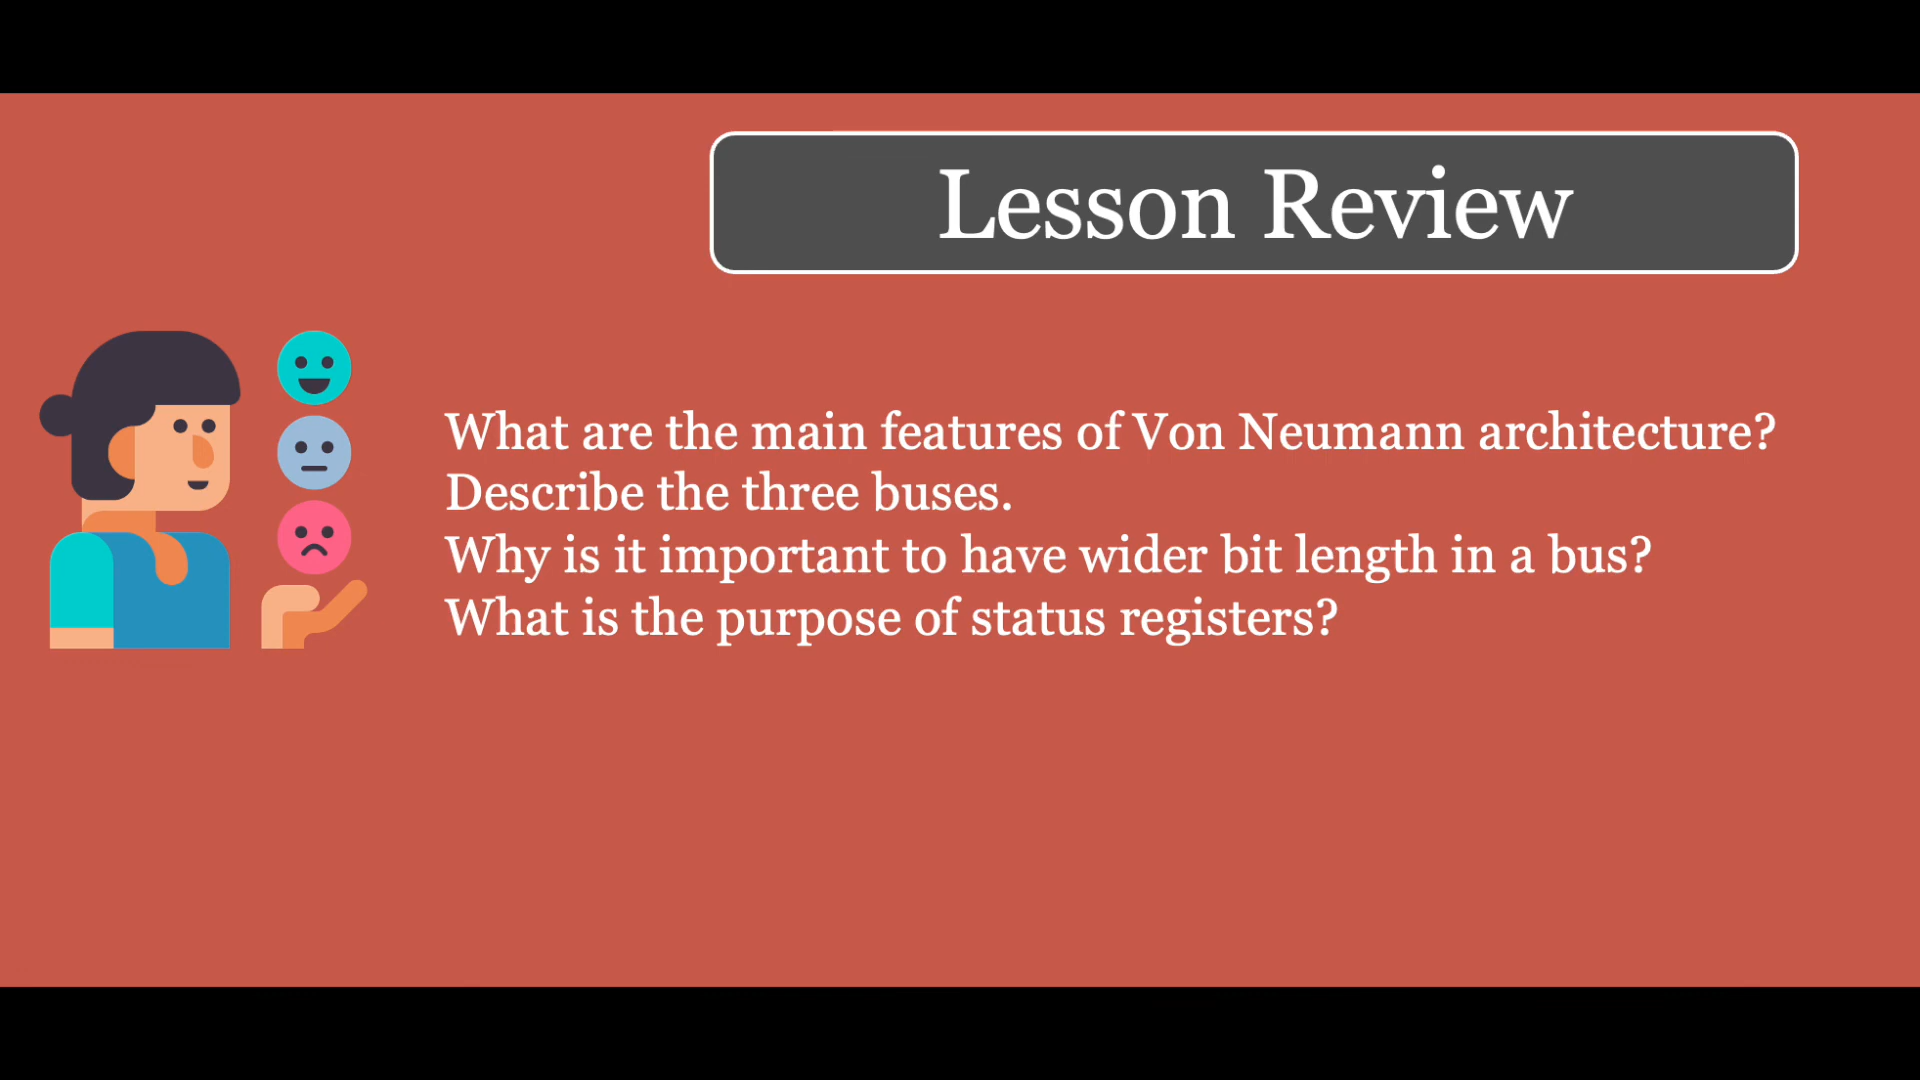 Lesson Review
What are the main features of Von Neumann architecture?
Describe the three buses.
Why is it important to have wider bit length in a bus?
What is the purpose of status registers?